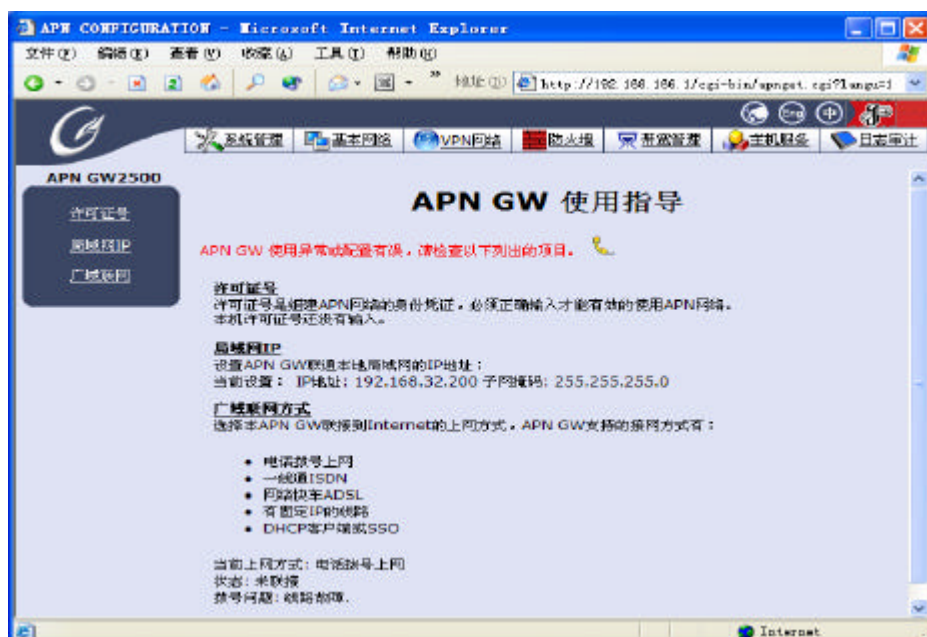 APN CONFIGURATION - Microsoft Internet Explorer
文件(F) 编辑(E) 查看(V) 收藏(A) 工具(T) 帮助(H)
地址(D) http://192.168.186.1/cgi-bin/apnget.cgi?langs=1
Eng 中
系统管理 基本网络 VPN网络 防火墙 带宽管理 主机服务 日志审计
APN GW2500
许可证号
局域网IP
广域联网
APN GW 使用指导
APN GW 使用异常或配置有误,请检查以下列出的项目。
许可证号
许可证号是组建APN网络的身份凭证,必须正确输入才能有效的使用APN网络。
本机许可证号还没有输入。
局域网IP
设置APN GW联通本地局域网的IP地址:
当前设置: IP地址: 192.168.32.200 子网掩码: 255.255.255.0
广域联网方式
选择本APN GW联接到Internet的上网方式,APN GW支持的接网方式有:
• 电话拨号上网
• 一线通ISDN
• 网络快车ADSL
• 有固定IP的线路
• DHCP客户端或SSO
当前上网方式: 电话拨号上网
状态: 未联接
拨号问题: 线路故障.
Internet